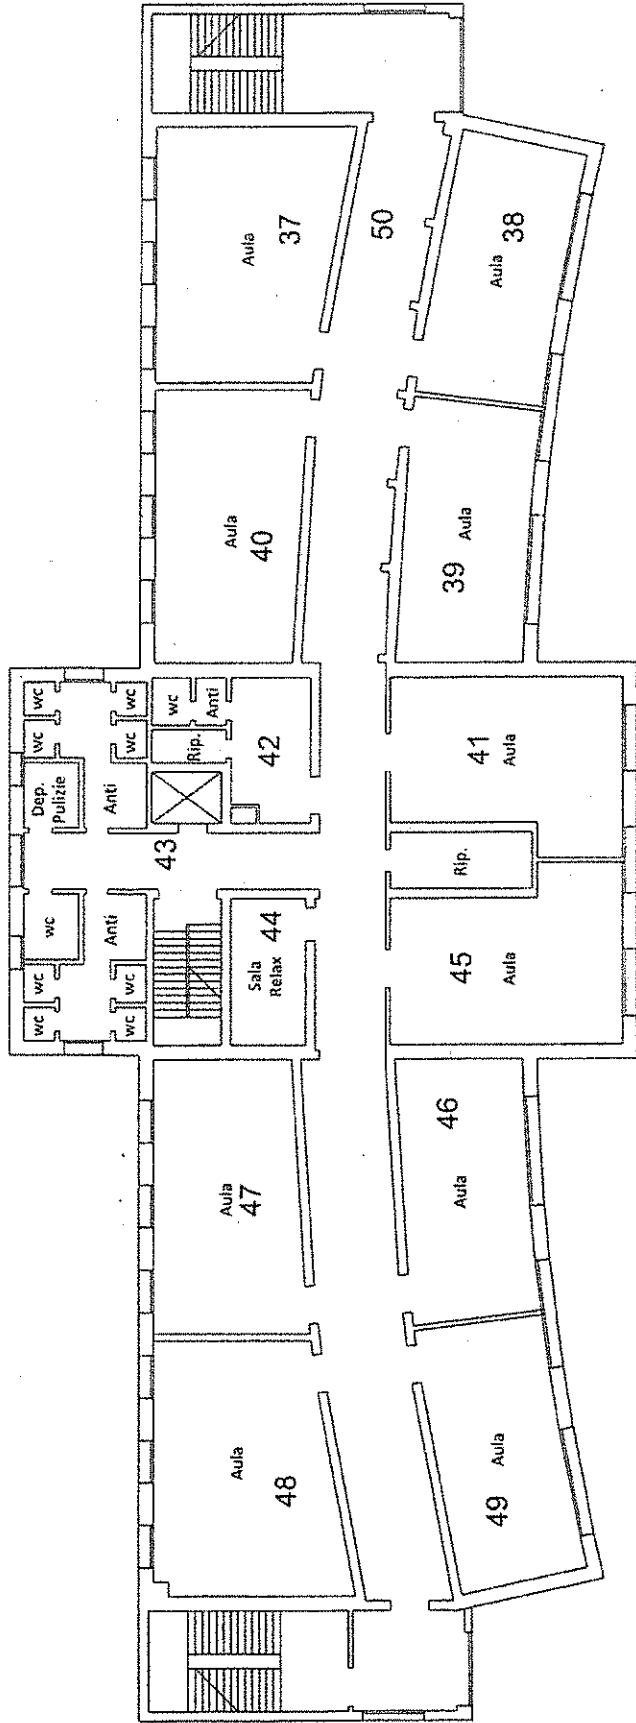 wc
wc
wc
Dep.
Pulizie
wc
wc
wc
wc
Anti
Anti
wc
wc
43
wc
Rip.
Anti
Aula
48
Aula
47
Sala
Relax
44
42
Aula
40
Aula
37
50
Aula
49
46
Aula
45
Aula
Rip.
41
Aula
39
Aula
Aula
38